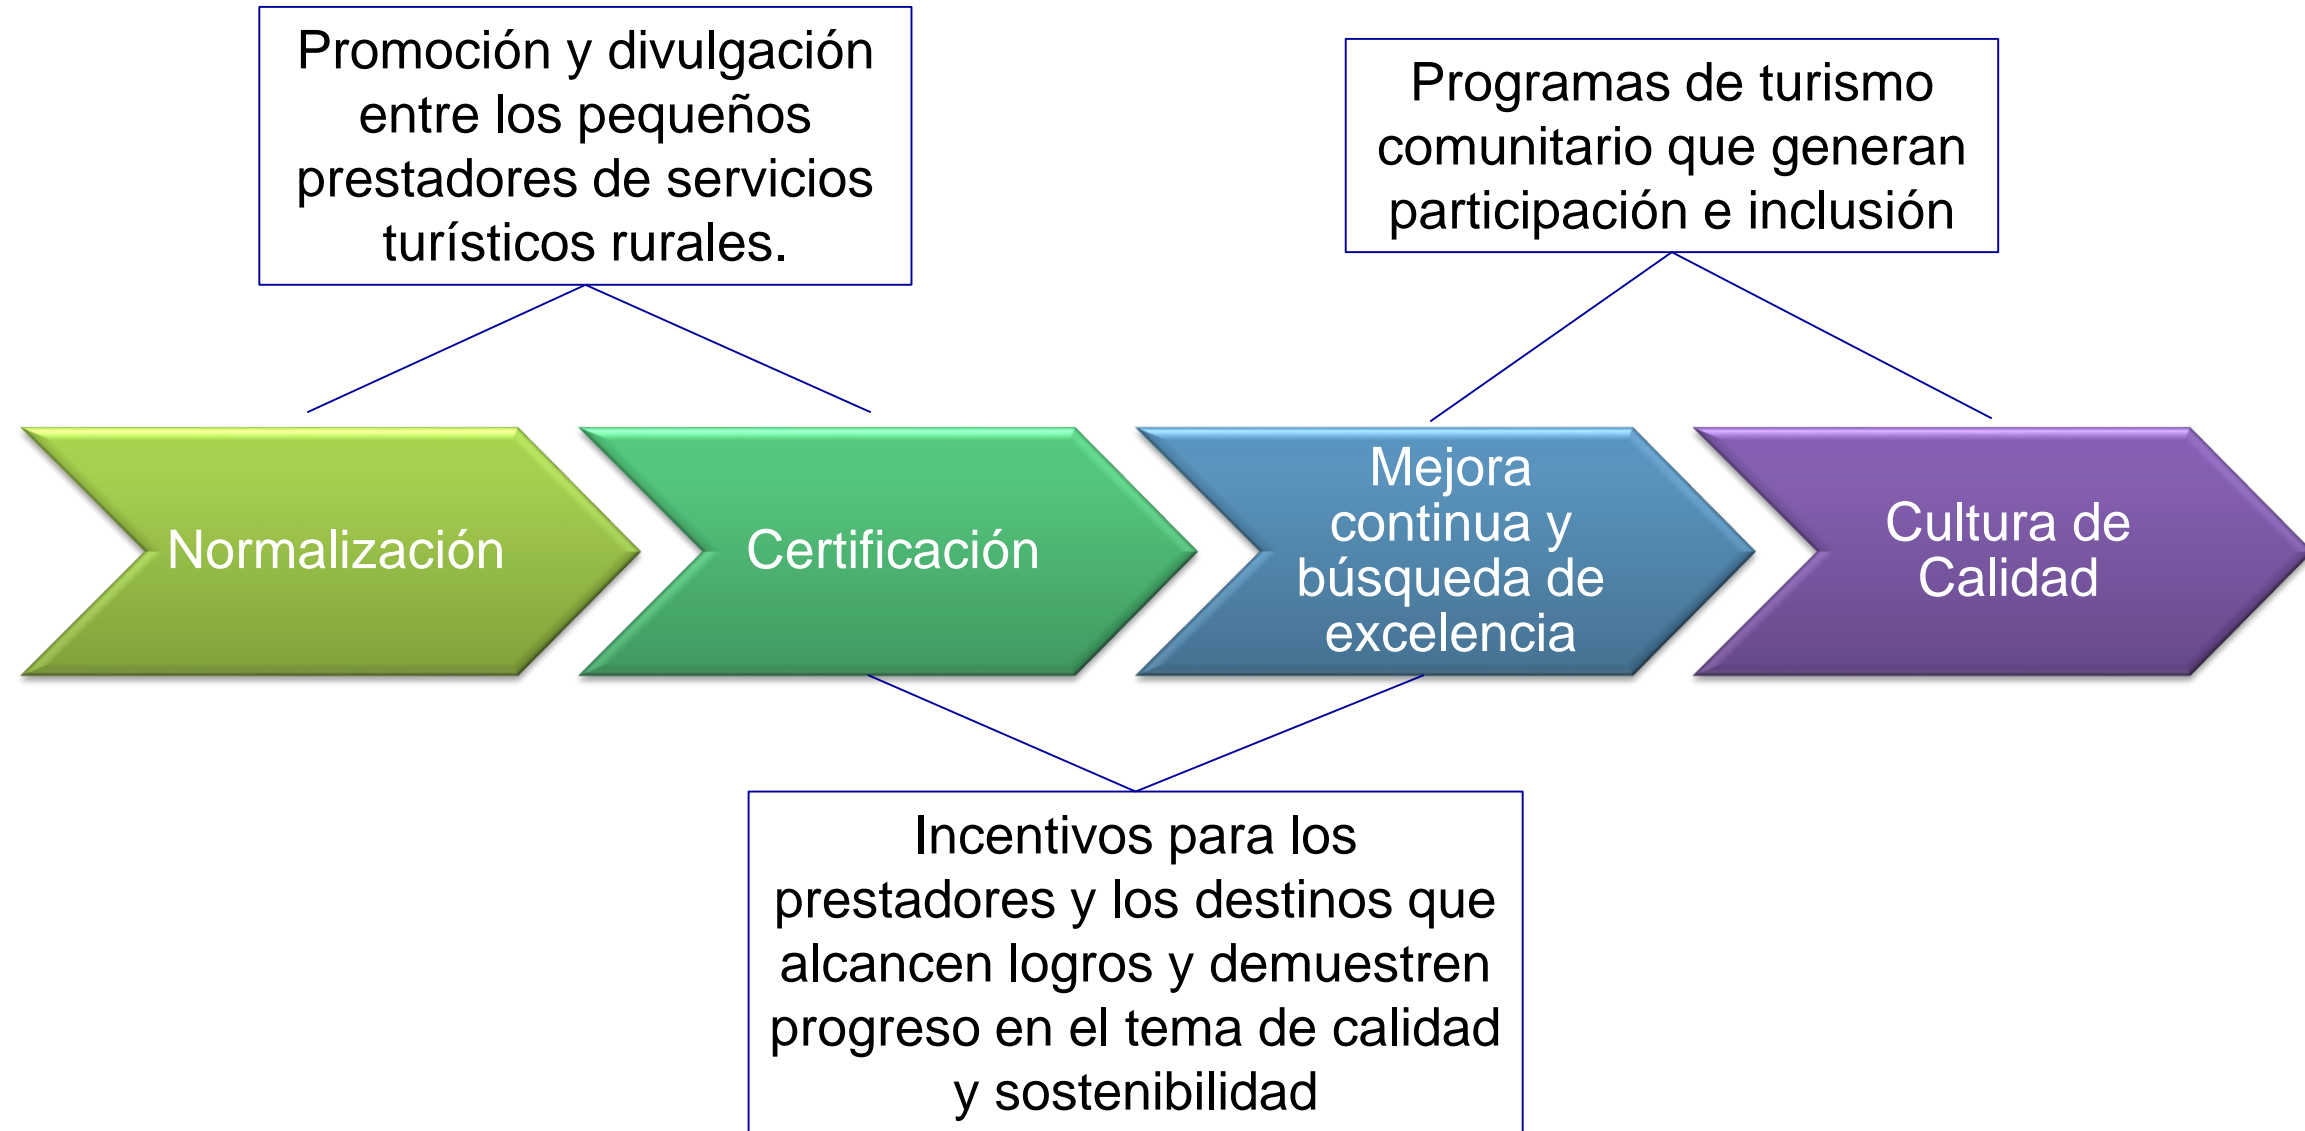 Promoción y divulgación
entre los pequeños
prestadores de servicios
turísticos rurales.
Programas de turismo
comunitario que generan
participación e inclusión
Normalización
Certificación
Mejora
continua y
búsqueda de
excelencia
Cultura de
Calidad
Incentivos para los
prestadores y los destinos que
alcancen logros y demuestren
progreso en el tema de calidad
y sostenibilidad